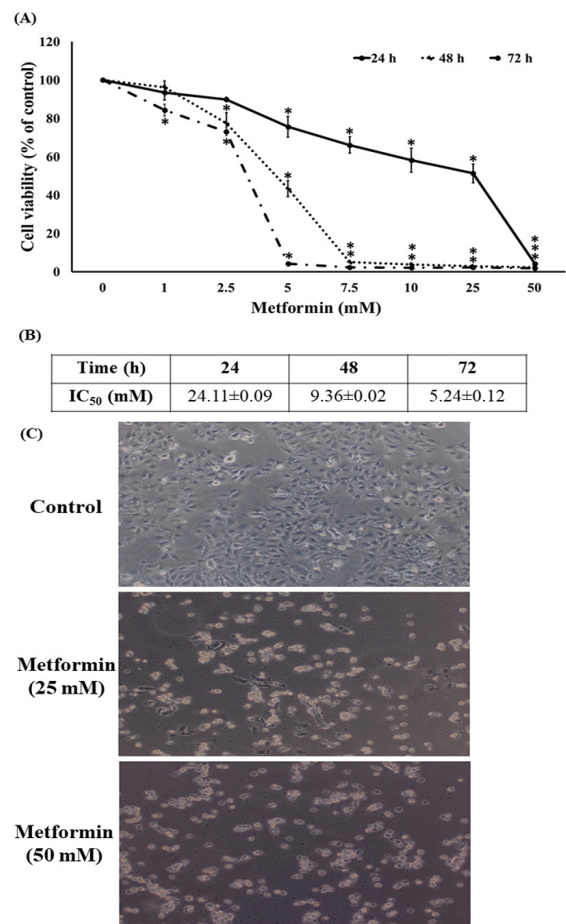 (A)
120
100
80
60
40
20
0
Cell viability (% of control)
24 h 48 h 72 h
* * * * * * * * * * * * * * * * * *
0 1 2.5 5 7.5 10 25 50
Metformin (mM)
(B)
Time (h) 24 48 72
IC50 (mM) 24.11±0.09 9.36±0.02 5.24±0.12
(C)
Control
Metformin
(25 mM)
Metformin
(50 mM)